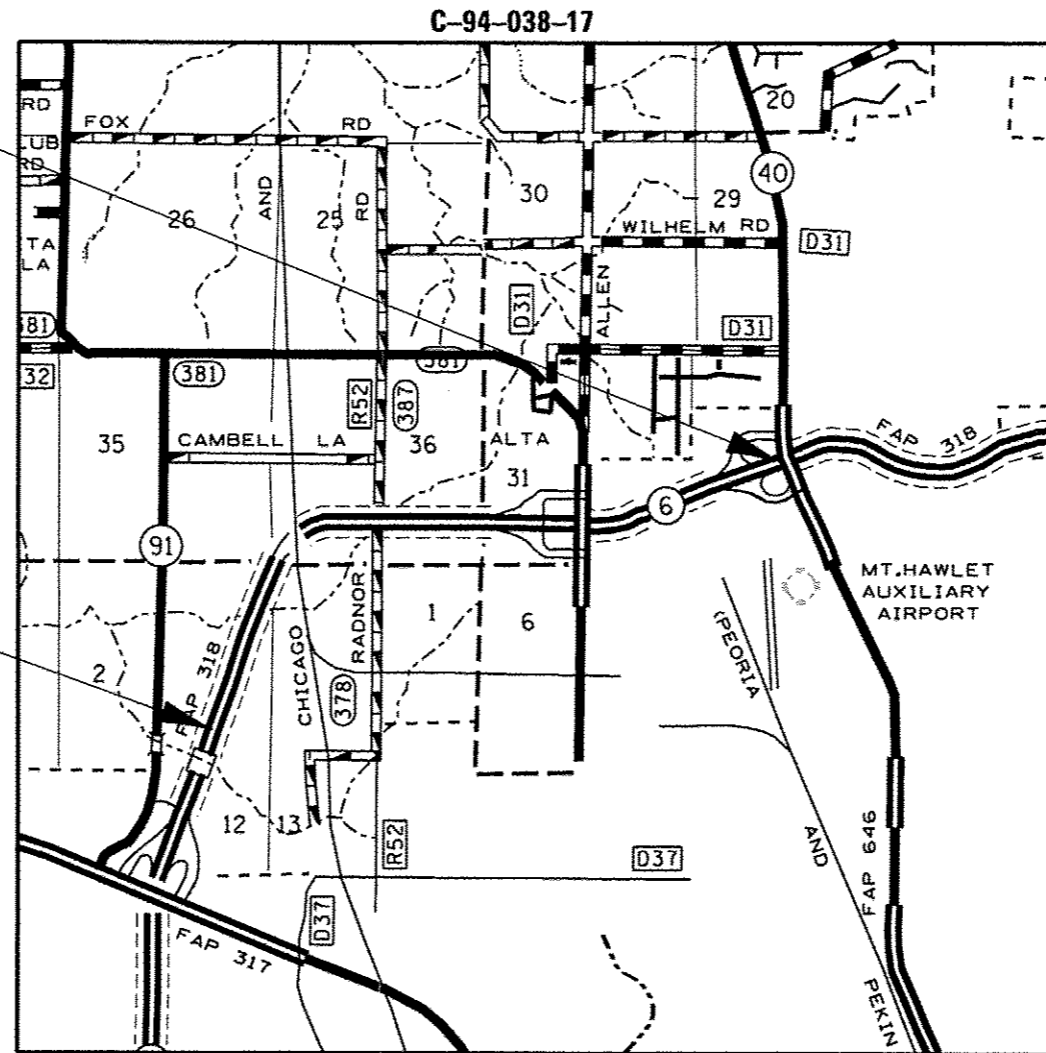 C-94-038-17
RD
FOX
RD
LUB
RD
AND
26
25
RD
30
29
20
40
WILHELM RD
D31
TA
LA
381
32
D31
ALLEN
D31
381
381
R52
387
35
CAMBELL LA
36
ALTA
31
FAP 318
6
91
MT.HAWLET
AUXILIARY
AIRPORT
2
FAP 318
CHICAGO
RADNOR
1
6
378
(PEORIA
12
13
R52
D37
D37
AND
FAP 646
FAP 317
PEKIN